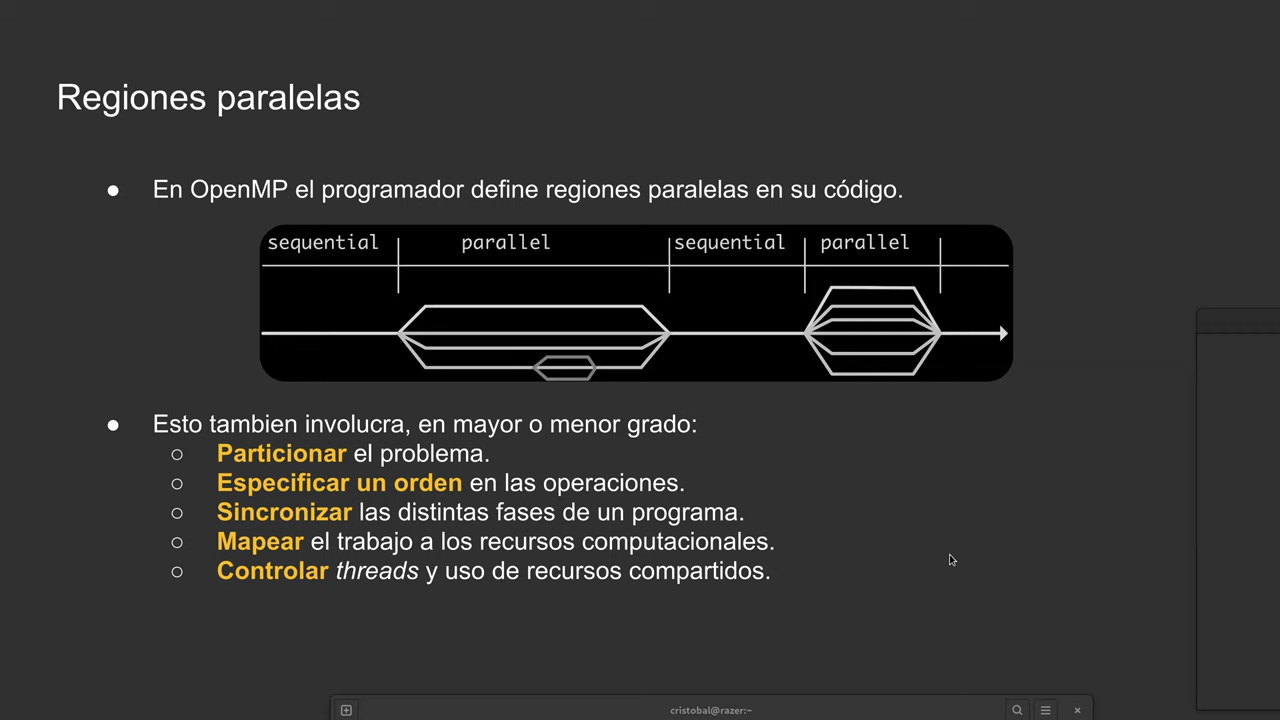 Regiones paralelas
● En OpenMP el programador define regiones paralelas en su código.
sequential parallel sequential parallel
● Esto tambien involucra, en mayor o menor grado:
○ Particionar el problema.
○ Especificar un orden en las operaciones.
○ Sincronizar las distintas fases de un programa.
○ Mapear el trabajo a los recursos computacionales.
○ Controlar threads y uso de recursos compartidos.
cristobal@razer:~